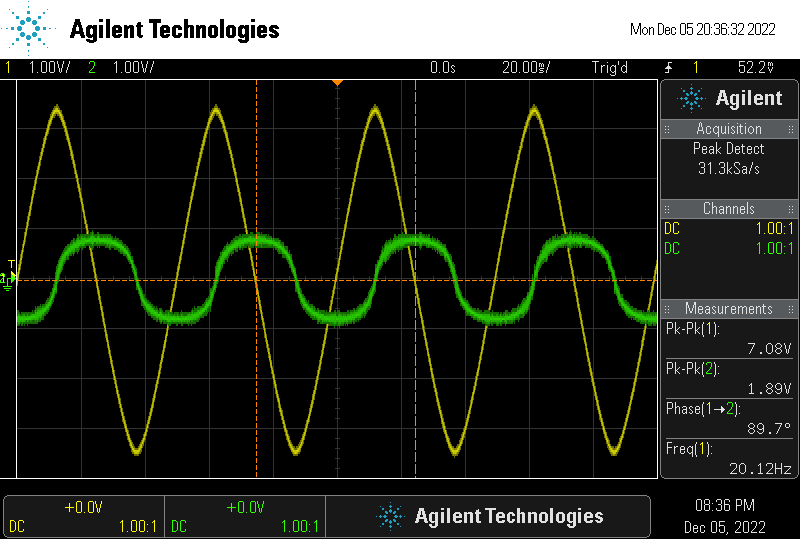 Agilent Technologies
Mon Dec 05 20:36:32 2022
1 1.00V/ 2 1.00V/ 0.0s 20.00ms/ Trig'd 1 52.2mV
Agilent
Acquisition
Peak Detect
31.3kSa/s
Channels
DC 1.00:1
DC 1.00:1
Measurements
Pk-Pk(1):
7.08V
Pk-Pk(2):
1.89V
Phase(1→2):
89.7°
Freq(1):
20.12Hz
T
2
+0.0V
DC 1.00:1
+0.0V
DC 1.00:1
Agilent Technologies
08:36 PM
Dec 05, 2022